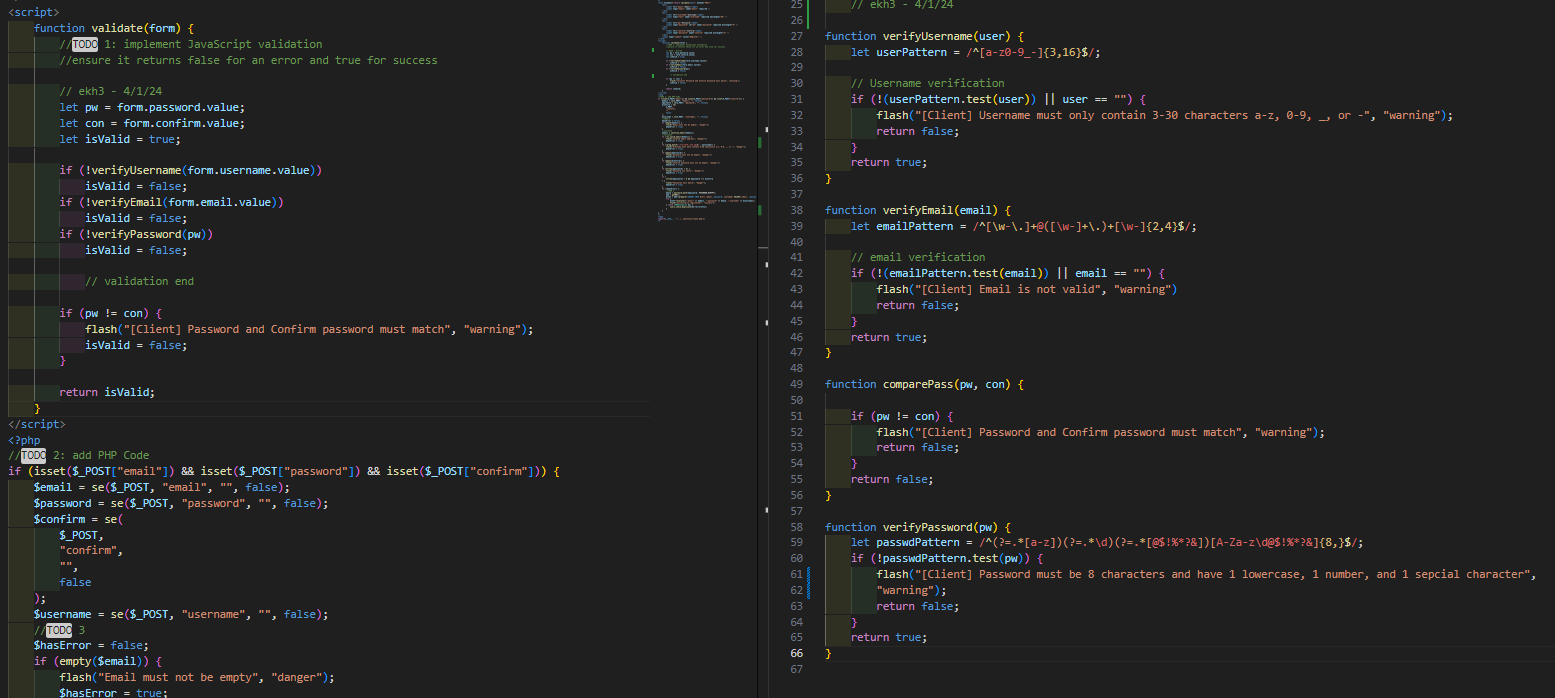 <script>
function validate(form) {
//TODO 1: implement JavaScript validation
//ensure it returns false for an error and true for success
// ekh3 - 4/1/24
let pw = form.password.value;
let con = form.confirm.value;
let isValid = true;
if (!verifyUsername(form.username.value))
isValid = false;
if (!verifyEmail(form.email.value))
isValid = false;
if (!verifyPassword(pw))
isValid = false;
// validation end
if (pw != con) {
flash("[Client] Password and Confirm password must match", "warning");
isValid = false;
}
return isValid;
}
</script>
<?php
//TODO 2: add PHP Code
if (isset($_POST["email"]) && isset($_POST["password"]) && isset($_POST["confirm"])) {
$email = se($_POST, "email", "", false);
$password = se($_POST, "password", "", false);
$confirm = se(
$_POST,
"confirm",
"",
false
);
$username = se($_POST, "username", "", false);
//TODO 3
$hasError = false;
if (empty($email)) {
flash("Email must not be empty", "danger");
$hasError = true;
25 // ekh3 - 4/1/24
26
27 function verifyUsername(user) {
28 let userPattern = /^[a-z0-9_-]{3,16}$/;
29
30 // Username verification
31 if (!(userPattern.test(user)) || user == "") {
32 flash("[Client] Username must only contain 3-30 characters a-z, 0-9, _, or -", "warning");
33 return false;
34 }
35 return true;
36 }
37
38 function verifyEmail(email) {
39 let emailPattern = /^[\w-\.]+@([\w-]+\.)+[\w-]{2,4}$/;
40
41 // email verification
42 if (!(emailPattern.test(email)) || email == "") {
43 flash("[Client] Email is not valid", "warning")
44 return false;
45 }
46 return true;
47 }
48
49 function comparePass(pw, con) {
50
51 if (pw != con) {
52 flash("[Client] Password and Confirm password must match", "warning");
53 return false;
54 }
55 return false;
56 }
57
58 function verifyPassword(pw) {
59 let passwdPattern = /^(?=.*[a-z])(?=.*\d)(?=.*[@$!%*?&])[A-Za-z\d@$!%*?&]{8,}$/;
60 if (!passwdPattern.test(pw)) {
61 flash("[Client] Password must be 8 characters and have 1 lowercase, 1 number, and 1 sepcial character",
62 "warning");
63 return false;
64 }
65 return true;
66 }
67